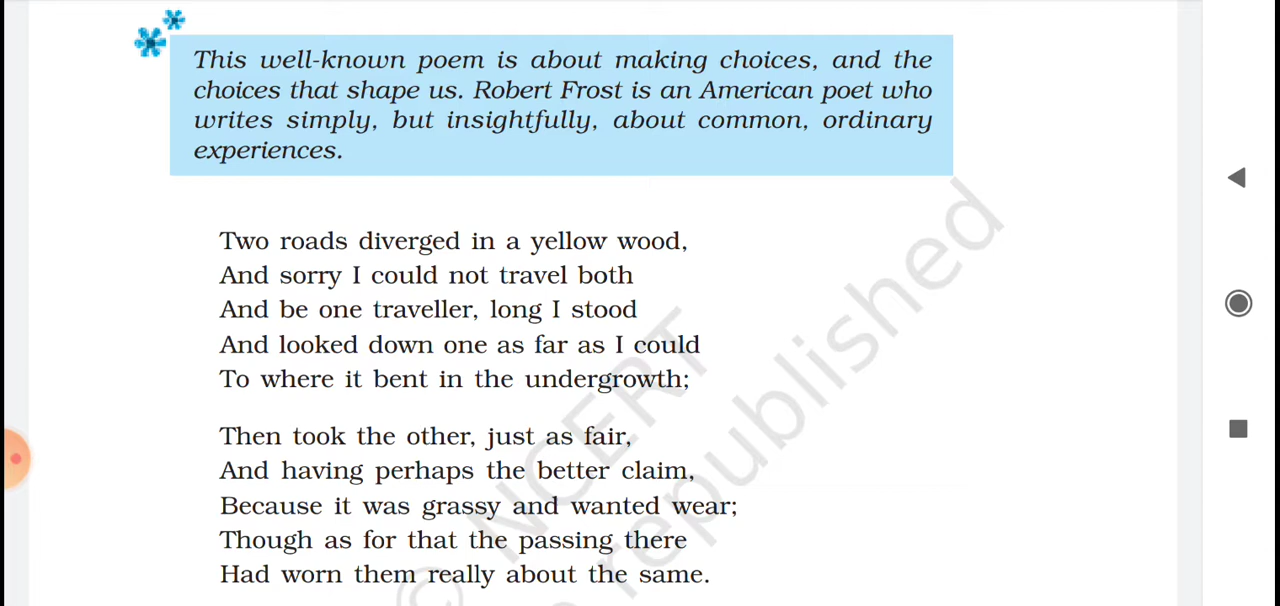 This well-known poem is about making choices, and the
choices that shape us. Robert Frost is an American poet who
writes simply, but insightfully, about common, ordinary
experiences.
Two roads diverged in a yellow wood,
And sorry I could not travel both
And be one traveller, long I stood
And looked down one as far as I could
To where it bent in the undergrowth;
Then took the other, just as fair,
And having perhaps the better claim,
Because it was grassy and wanted wear;
Though as for that the passing there
Had worn them really about the same.
© NCERT
republished